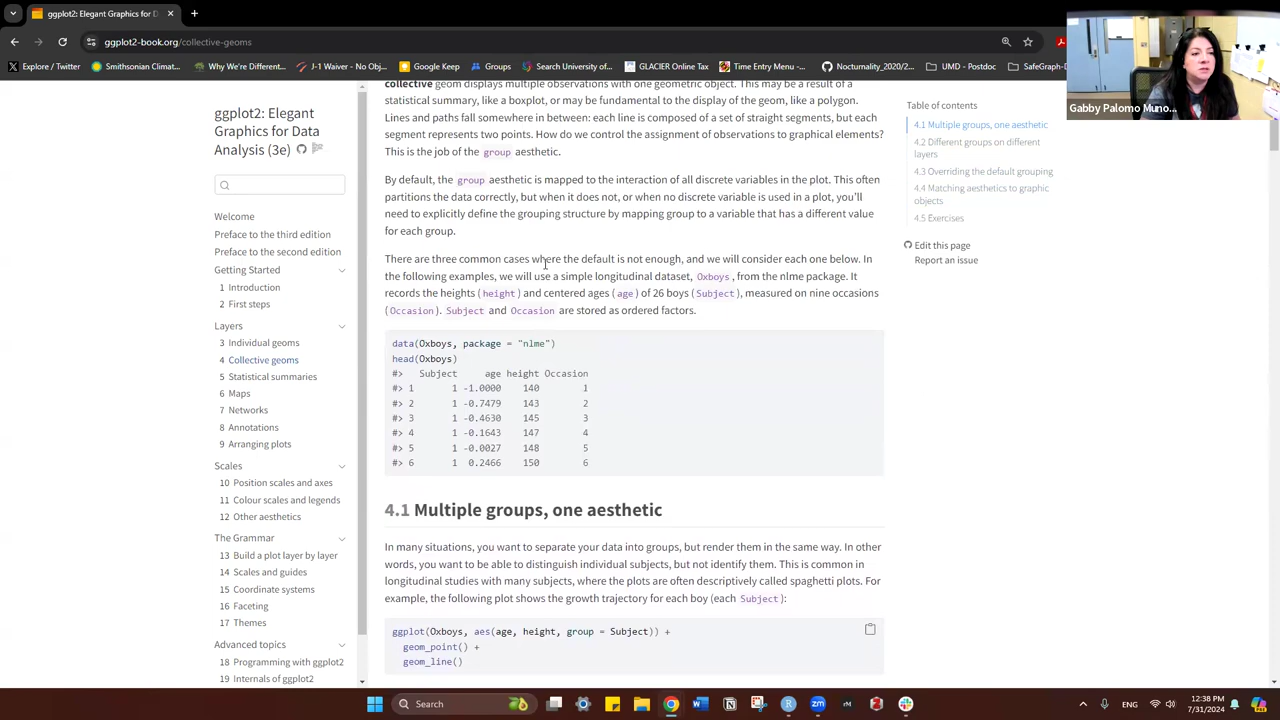 ggplot2: Elegant Graphics for D
ggplot2-book.org/collective-geoms
Explore / Twitter
Smithsonian Climat...
Why We're Differen...
J-1 Waiver - No Obj...
Google Keep
GLACIER Online Tax
Time Entry Menu -...
Nocturnality_2020/2...
UMD - Postdoc
Gabby Palomo Muno...
ggplot2: Elegant
Graphics for Data
Analysis (3e)
Welcome
Preface to the third edition
Preface to the second edition
Getting Started
1 Introduction
2 First steps
Layers
3 Individual geoms
4 Collective geoms
5 Statistical summaries
6 Maps
7 Networks
8 Annotations
9 Arranging plots
Scales
10 Position scales and axes
11 Colour scales and legends
12 Other aesthetics
The Grammar
13 Build a plot layer by layer
14 Scales and guides
15 Coordinate systems
16 Faceting
17 Themes
Advanced topics
18 Programming with ggplot2
19 Internals of ggplot2
collective geom displays multiple observations with one geometric object. This may be a result of a
statistical summary, like a boxplot, or may be fundamental to the display of the geom, like a polygon.
Lines and paths fall somewhere in between: each line is composed of a set of straight segments, but each
segment represents two points. How do we control the assignment of observations to graphical elements?
This is the job of the group aesthetic.
By default, the group aesthetic is mapped to the interaction of all discrete variables in the plot. This often
partitions the data correctly, but when it does not, or when no discrete variable is used in a plot, you'll
need to explicitly define the grouping structure by mapping group to a variable that has a different value
for each group.
There are three common cases where the default is not enough, and we will consider each one below. In
the following examples, we will use a simple longitudinal dataset, Oxboys, from the nlme package. It
records the heights (height) and centered ages (age) of 26 boys (Subject), measured on nine occasions
(Occasion). Subject and Occasion are stored as ordered factors.
data(Oxboys, package = "nlme")
head(Oxboys)
#> Subject age height Occasion
#> 1 1 -1.0000 140 1
#> 2 1 -0.7479 143 2
#> 3 1 -0.4630 145 3
#> 4 1 -0.1643 147 4
#> 5 1 -0.0027 148 5
#> 6 1 0.2466 150 6
4.1 Multiple groups, one aesthetic
In many situations, you want to separate your data into groups, but render them in the same way. In other
words, you want to be able to distinguish individual subjects, but not identify them. This is common in
longitudinal studies with many subjects, where the plots are often descriptively called spaghetti plots. For
example, the following plot shows the growth trajectory for each boy (each Subject):
ggplot(Oxboys, aes(age, height, group = Subject)) +
geom_point() +
geom_line()
Table of contents
4.1 Multiple groups, one aesthetic
4.2 Different groups on different
layers
4.3 Overriding the default grouping
4.4 Matching aesthetics to graphic
objects
4.5 Exercises
Edit this page
Report an issue
Search
ENG
12:38 PM
7/31/2024